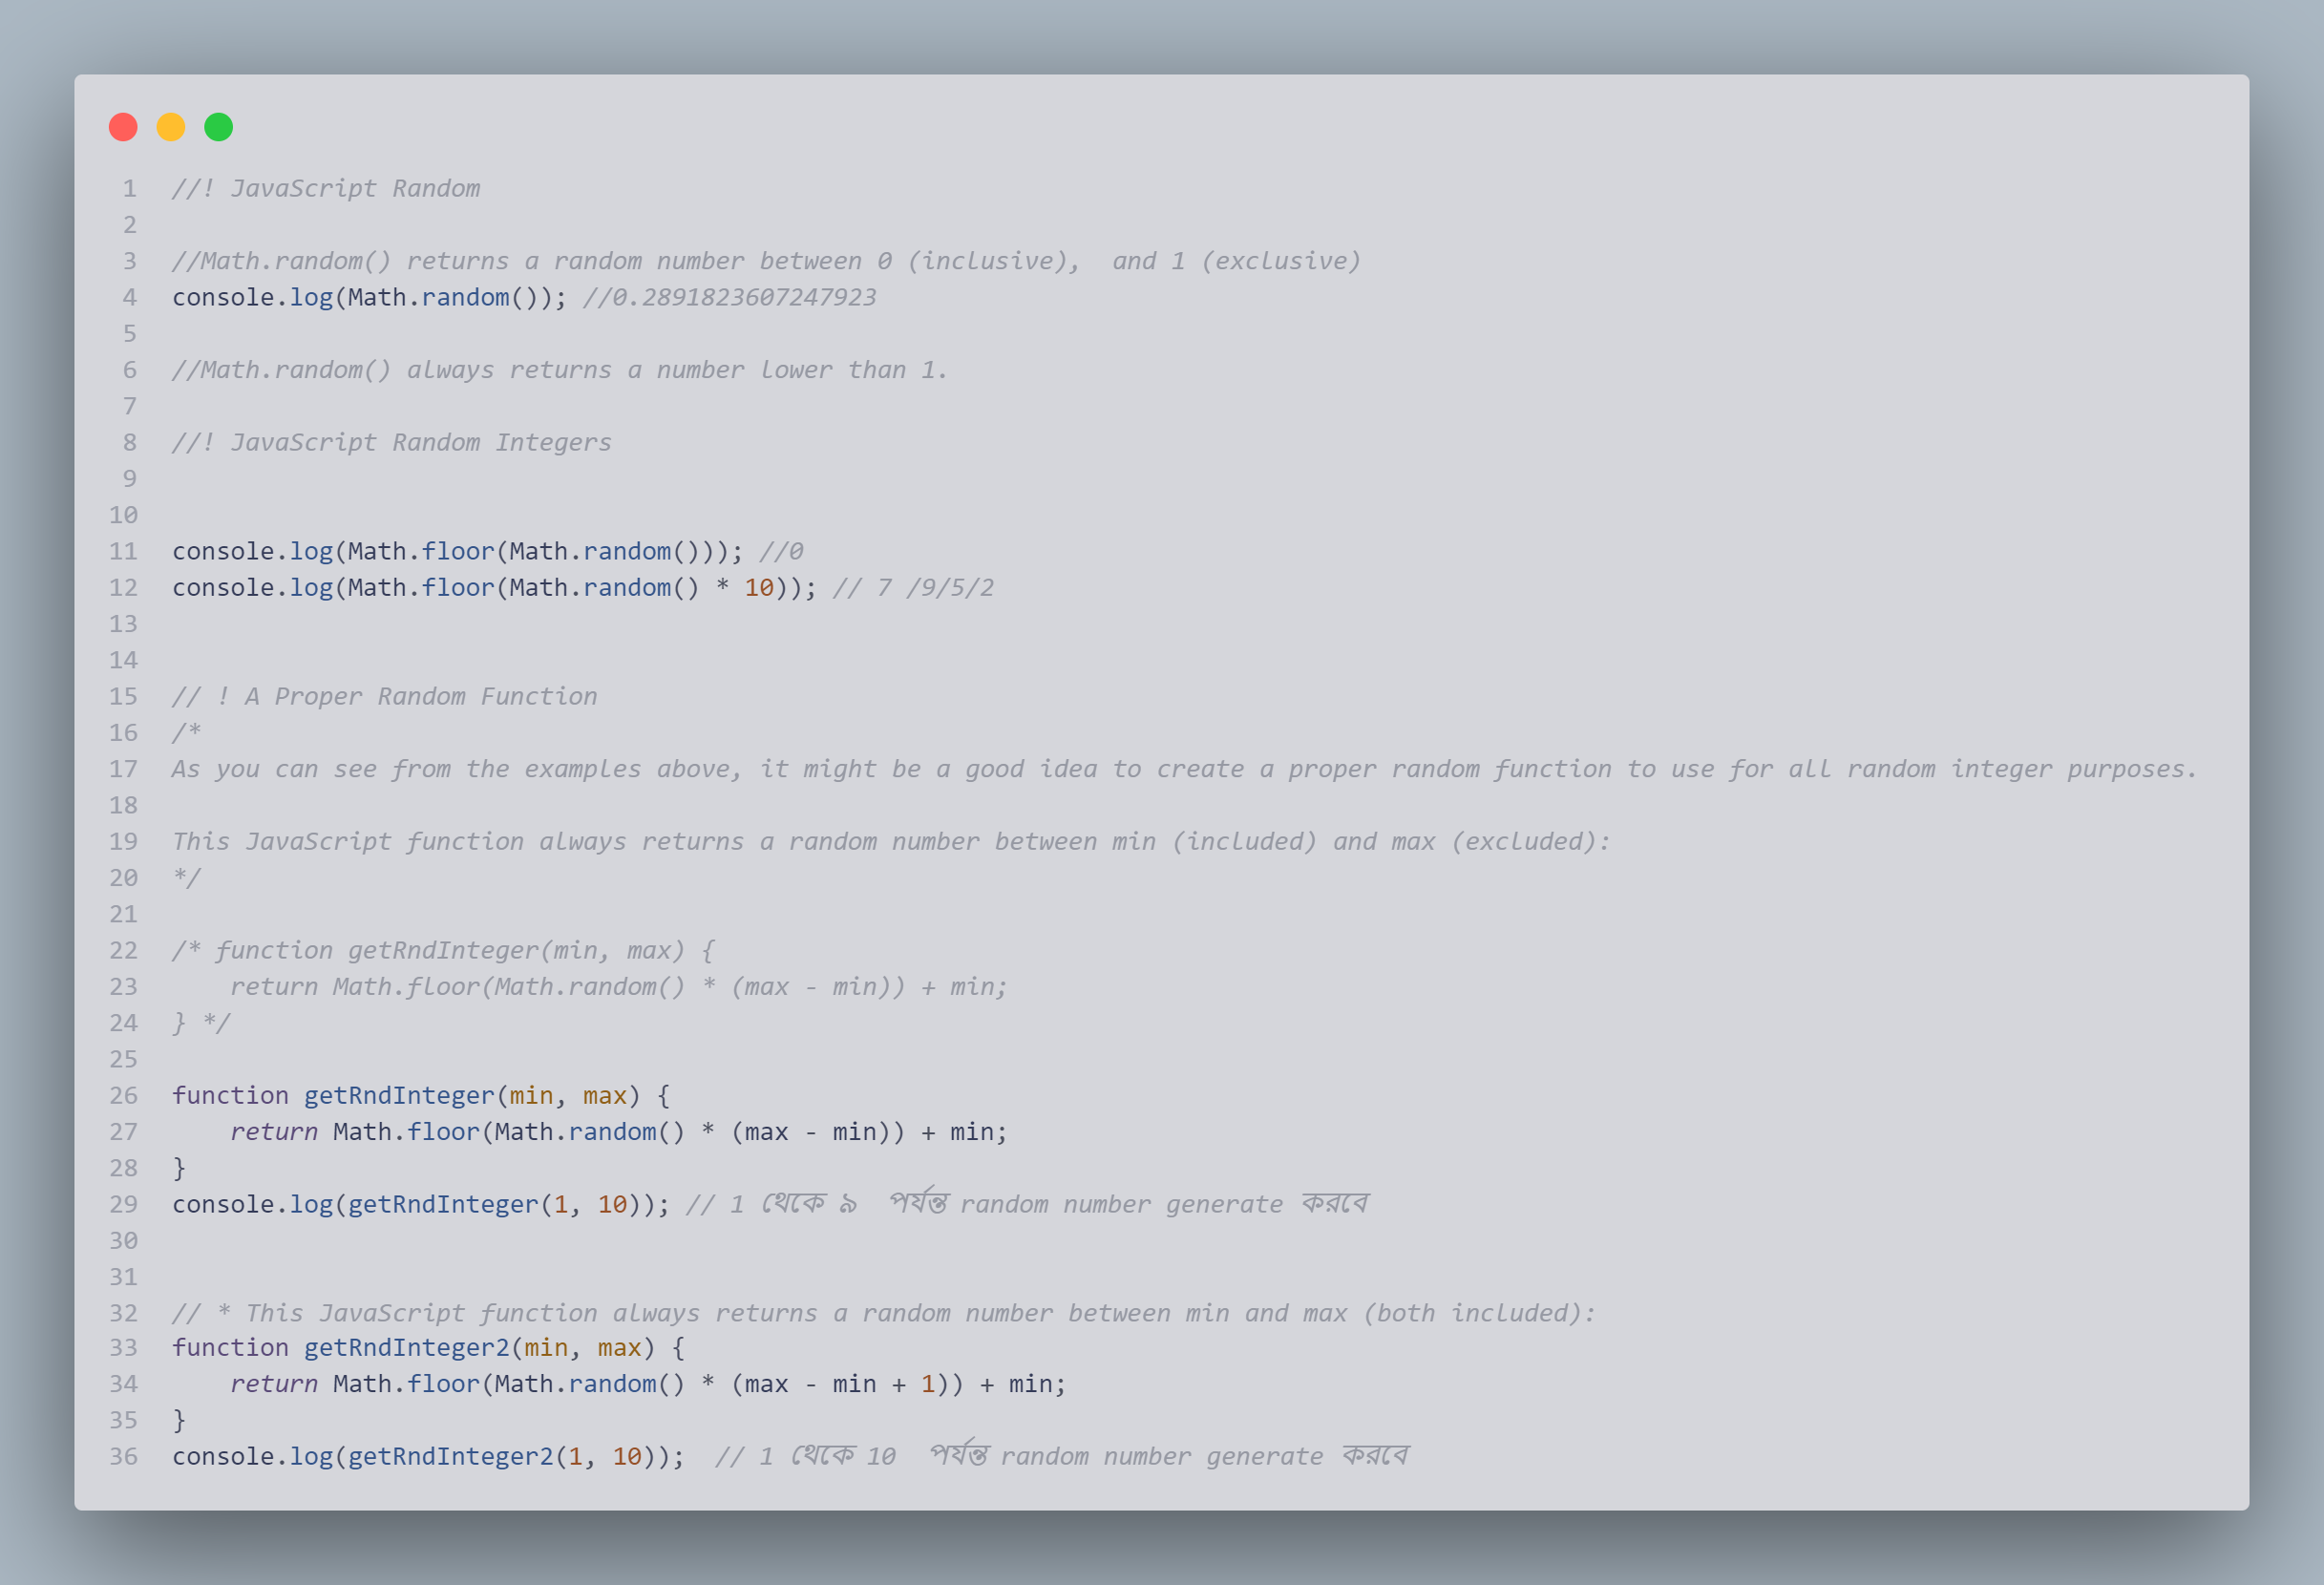 1 //! JavaScript Random
2
3 //Math.random() returns a random number between 0 (inclusive),  and 1 (exclusive)
4 console.log(Math.random()); //0.2891823607247923
5
6 //Math.random() always returns a number lower than 1.
7
8 //! JavaScript Random Integers
9
10
11 console.log(Math.floor(Math.random())); //0
12 console.log(Math.floor(Math.random() * 10)); // 7 /9/5/2
13
14
15 // ! A Proper Random Function
16 /*
17 As you can see from the examples above, it might be a good idea to create a proper random function to use for all random integer purposes.
18
19 This JavaScript function always returns a random number between min (included) and max (excluded):
20 */
21
22 /* function getRndInteger(min, max) {
23     return Math.floor(Math.random() * (max - min)) + min;
24 } */
25
26 function getRndInteger(min, max) {
27     return Math.floor(Math.random() * (max - min)) + min;
28 }
29 console.log(getRndInteger(1, 10)); // 1 থেকে ৯  পর্যন্ত random number generate করবে
30
31
32 // * This JavaScript function always returns a random number between min and max (both included):
33 function getRndInteger2(min, max) {
34     return Math.floor(Math.random() * (max - min + 1)) + min;
35 }
36 console.log(getRndInteger2(1, 10));  // 1 থেকে 10  পর্যন্ত random number generate করবে